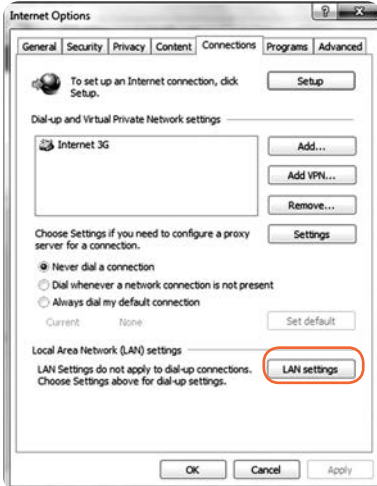 Internet Options
General Security Privacy Content Connections Programs Advanced
To set up an Internet connection, click Setup.
Setup
Dial-up and Virtual Private Network settings
Internet 3G
Add...
Add VPN...
Remove...
Choose Settings if you need to configure a proxy
server for a connection.
Settings
Never dial a connection
Dial whenever a network connection is not present
Always dial my default connection
Current None
Set default
Local Area Network (LAN) settings
LAN Settings do not apply to dial-up connections.
Choose Settings above for dial-up settings.
LAN settings
OK Cancel Apply